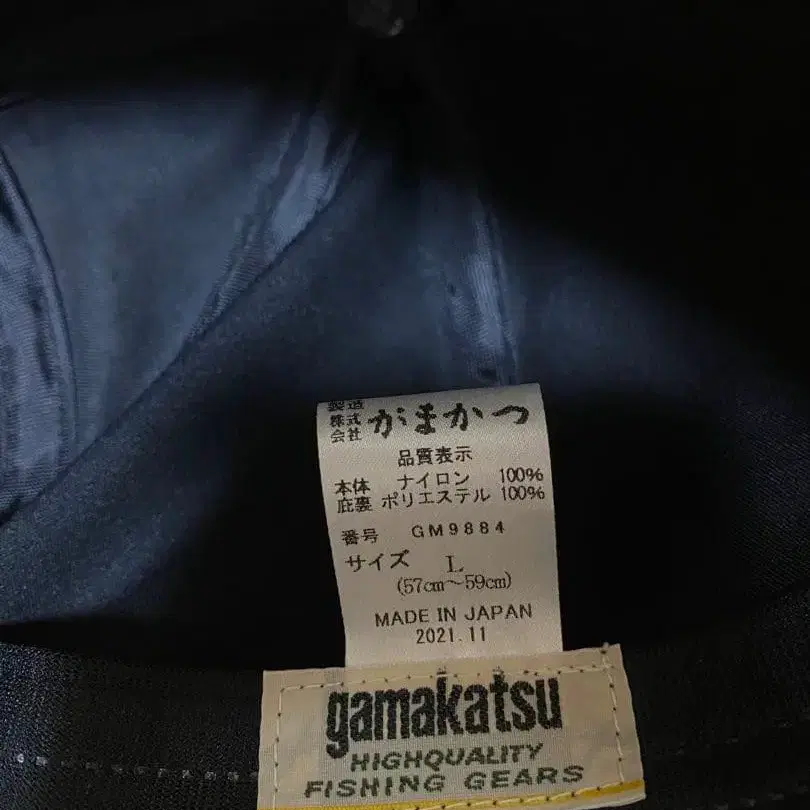 製造
株式
会社 がまかつ
品質表示
本体 ナイロン 100%
庇裏 ポリエステル 100%
番号 GM9884
サイズ L
(57cm〜59cm)
MADE IN JAPAN
2021.11
gamakatsu
HIGHQUALITY
FISHING GEARS